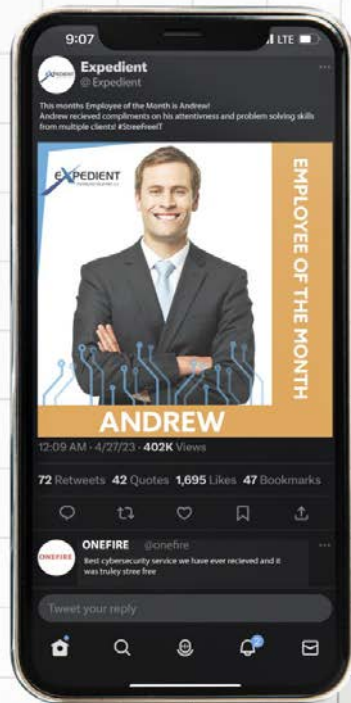 9:07
LTE
Expedient
@ Expedient
This months Employee of the Month is Andrew!
Andrew recieved compliments on his attentivness and problem solving skills
from multiple clients! #StreeFreeIT
EXPEDIENT
EMPLOYEE OF THE MONTH
ANDREW
12:09 AM · 4/27/23 · 402K Views
72 Retweets 42 Quotes 1,695 Likes 47 Bookmarks
ONEFIRE @onefire
ONEFIRE
Best cybersecurity service we have ever recieved and it
was truley stree free
Tweet your reply
2